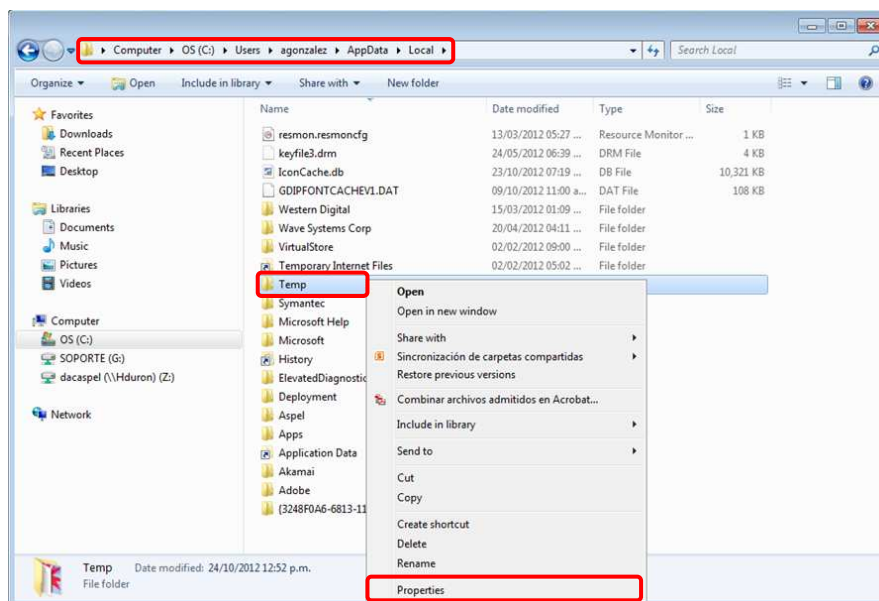 Computer ▸ OS (C:) ▸ Users ▸ agonzalez ▸ AppData ▸ Local ▸ Search Local
Organize Open Include in library Share with New folder
Favorites
Downloads
Recent Places
Desktop
Libraries
Documents
Music
Pictures
Videos
Computer
OS (C:)
SOPORTE (G:)
dacaspel (\\Hduron) (Z:)
Network
Name Date modified Type Size
resmon.resmoncfg 13/03/2012 05:27 ... Resource Monitor ... 1 KB
keyfile3.drm 24/05/2012 06:39 ... DRM File 4 KB
IconCache.db 23/10/2012 07:19 ... DB File 10,321 KB
GDIPFONTCACHEV1.DAT 09/10/2012 11:00 a... DAT File 108 KB
Western Digital 15/03/2012 01:09 ... File folder
Wave Systems Corp 20/04/2012 04:11 ... File folder
VirtualStore 02/02/2012 09:00 ... File folder
Temporary Internet Files 02/02/2012 05:02 ... File folder
Temp
Symantec
Microsoft Help
Microsoft
History
ElevatedDiagnostic
Deployment
Aspel
Apps
Application Data
Akamai
Adobe
{3248F0A6-6813-11
Open
Open in new window
Share with
Sincronización de carpetas compartidas
Restore previous versions
Combinar archivos admitidos en Acrobat...
Include in library
Send to
Cut
Copy
Create shortcut
Delete
Rename
Properties
Temp Date modified: 24/10/2012 12:52 p.m.
File folder